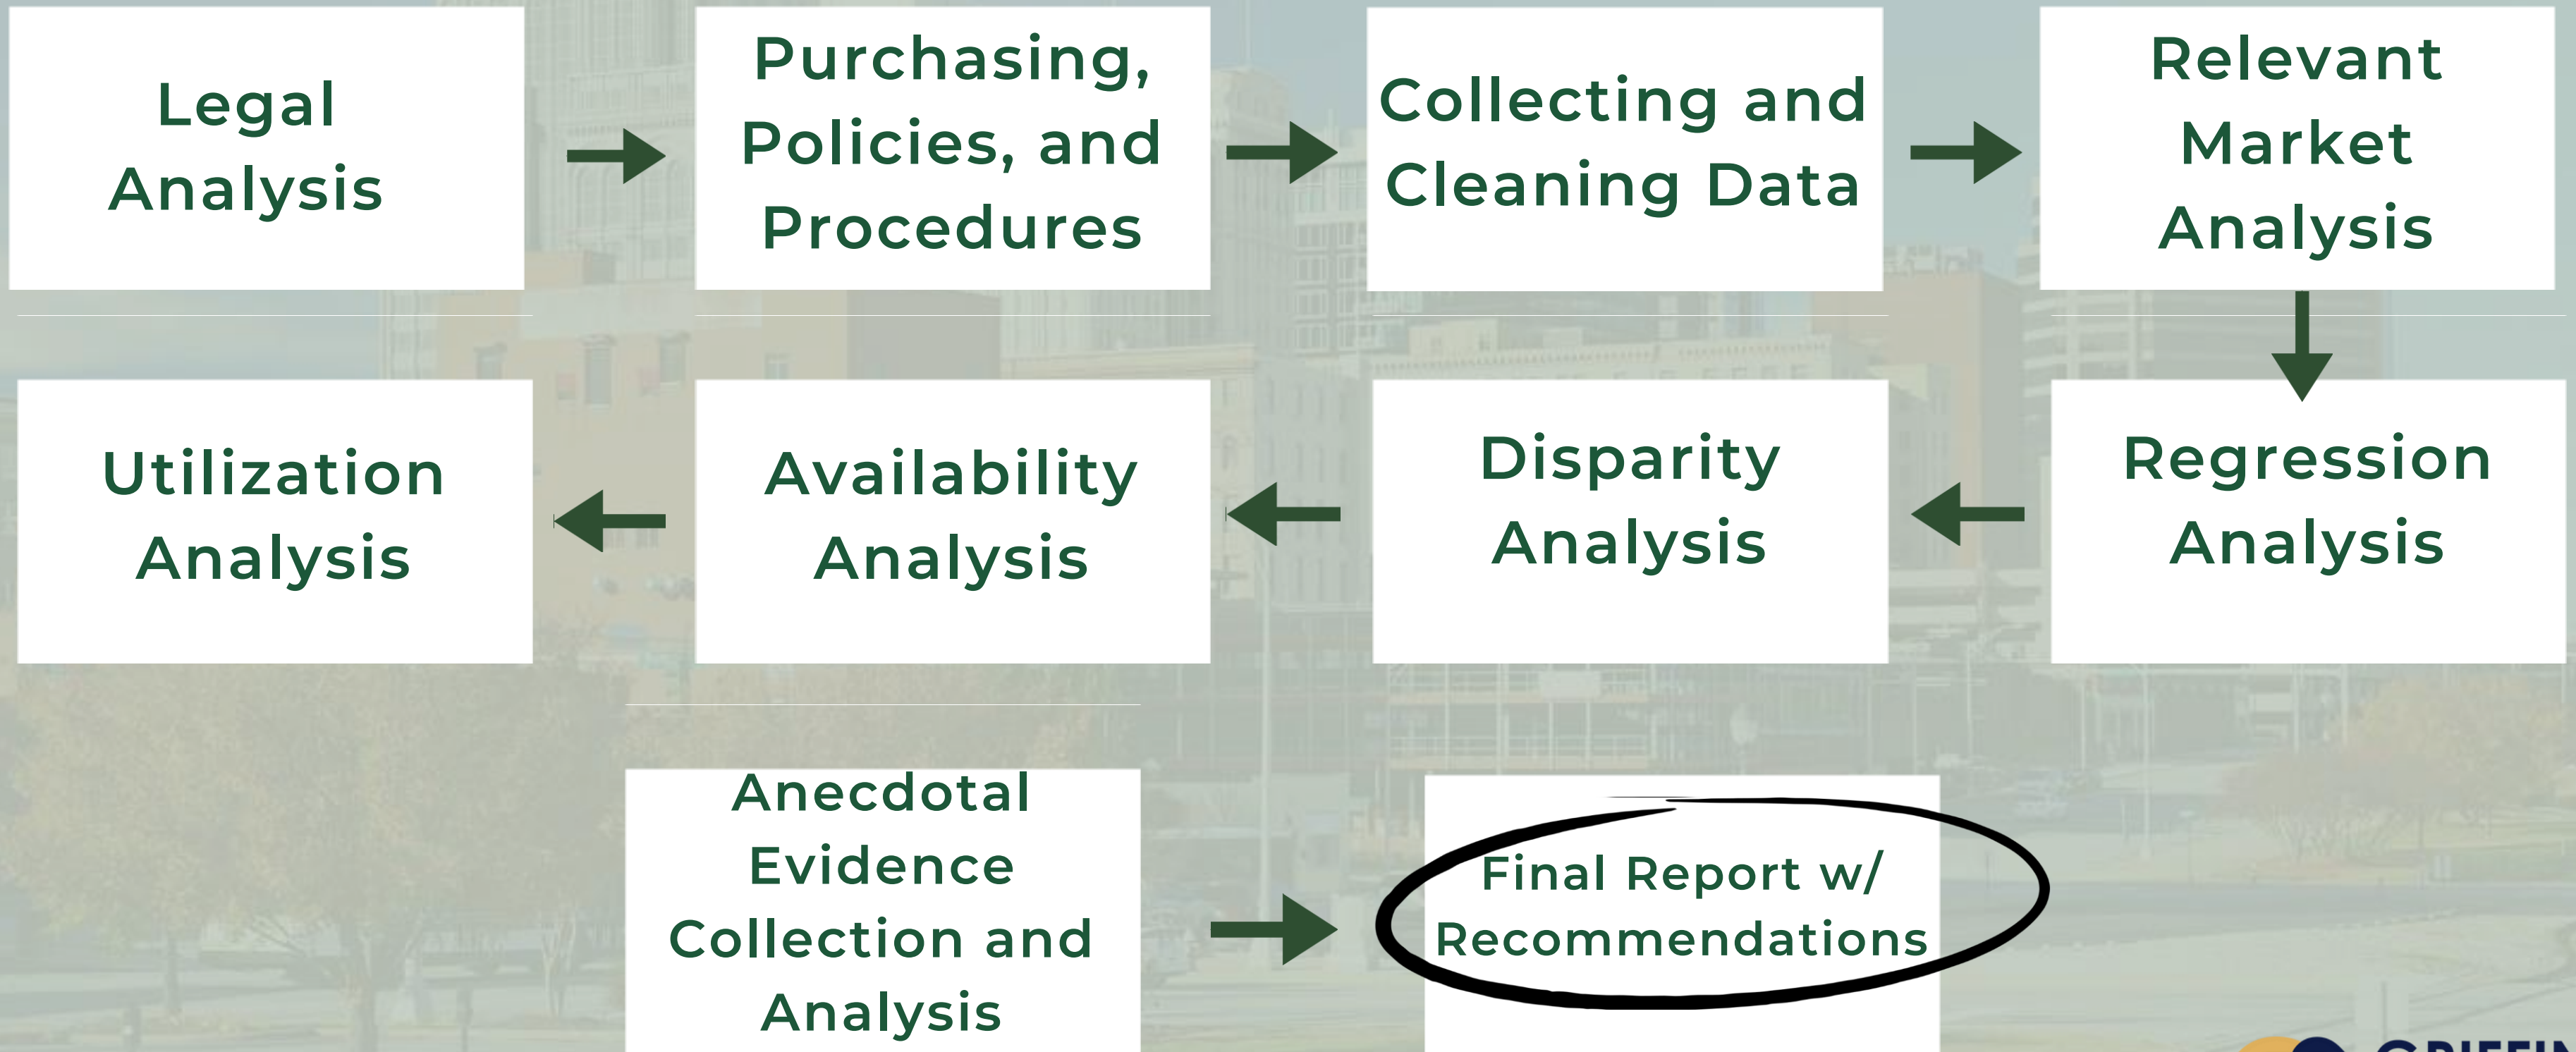 Legal
Analysis
Purchasing,
Policies, and
Procedures
Collecting and
Cleaning Data
Relevant
Market
Analysis
Utilization
Analysis
Availability
Analysis
Disparity
Analysis
Regression
Analysis
Anecdotal
Evidence
Collection and
Analysis
Final Report w/
Recommendations